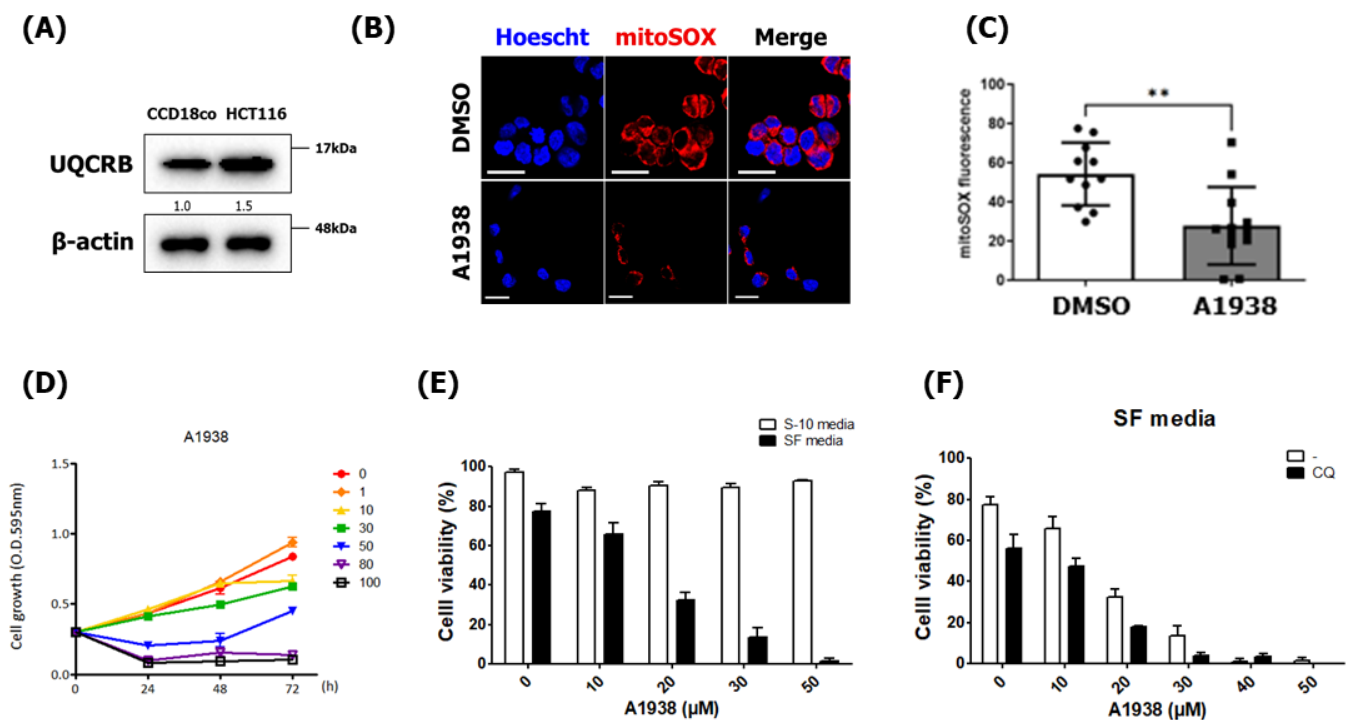 (A)
CCD18co HCT116
UQCRB
17kDa
1.0 1.5
β-actin
48kDa
(B)
Hoescht mitoSOX Merge
DMSO
A1938
(C)
mitoSOX fluorescence
100
80
60
40
20
0
**
DMSO A1938
(D)
A1938
Cell growth (O.D.595nm)
1.5
1.0
0.5
0.0
0 24 48 72 (h)
0
1
10
30
50
80
100
(E)
S-10 media
SF media
Celll viability (%)
100
80
60
40
20
0
0 10 20 30 50
A1938 (μM)
(F)
SF media
-
CQ
Celll viability (%)
100
80
60
40
20
0
0 10 20 30 40 50
A1938 (μM)